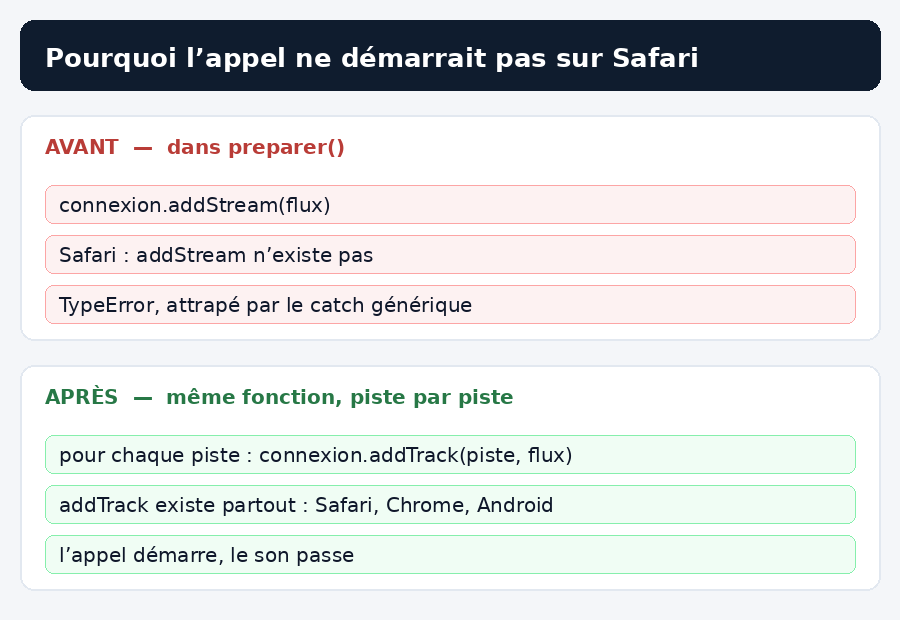 Pourquoi l’appel ne démarrait pas sur Safari
AVANT — dans preparer()
connexion.addStream(flux)
Safari : addStream n’existe pas
TypeError, attrapé par le catch générique
APRÈS — même fonction, piste par piste
pour chaque piste : connexion.addTrack(piste, flux)
addTrack existe partout : Safari, Chrome, Android
l’appel démarre, le son passe